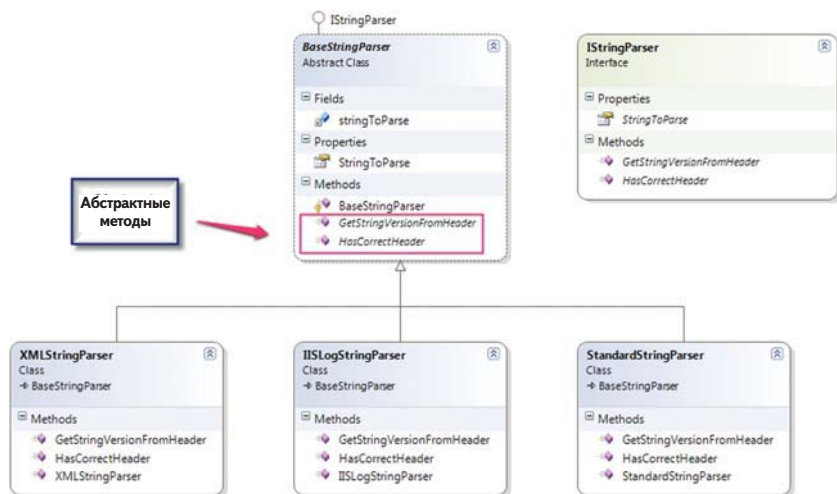 IStringParser
BaseStringParser
Abstract Class
Fields
stringToParse
Properties
StringToParse
Methods
BaseStringParser
GetStringVersionFromHeader
HasCorrectHeader
IStringParser
Interface
Properties
StringToParse
Methods
GetStringVersionFromHeader
HasCorrectHeader
Абстрактные
методы
XMLStringParser
Class
BaseStringParser
Methods
GetStringVersionFromHeader
HasCorrectHeader
XMLStringParser
IISLogStringParser
Class
BaseStringParser
Methods
GetStringVersionFromHeader
HasCorrectHeader
IISLogStringParser
StandardStringParser
Class
BaseStringParser
Methods
GetStringVersionFromHeader
HasCorrectHeader
StandardStringParser